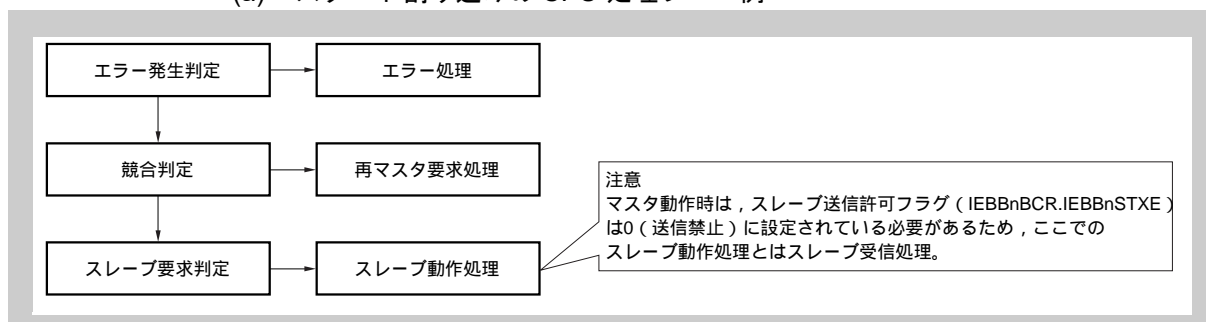 エラー発生判定
エラー処理
競合判定
再マスタ要求処理
スレーブ要求判定
スレーブ動作処理
注意
マスタ動作時は，スレーブ送信許可フラグ（IEBBnBCR.IEBBnSTXE）
は0（送信禁止）に設定されている必要があるため，ここでの
スレーブ動作処理とはスレーブ受信処理。